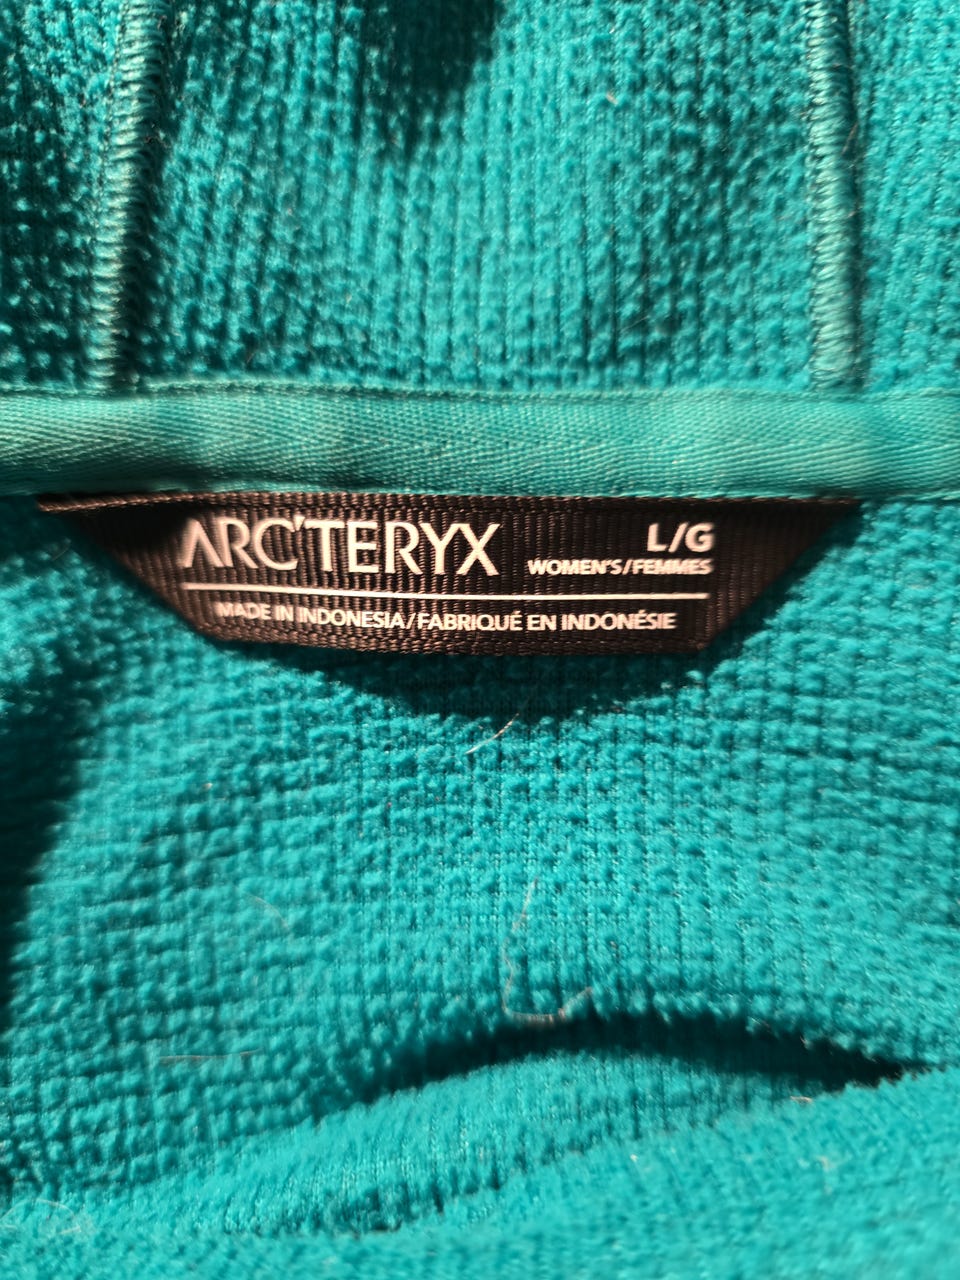 ARC'TERYX L/G
WOMEN'S/FEMMES
MADE IN INDONESIA/FABRIQUÉ EN INDONÉSIE